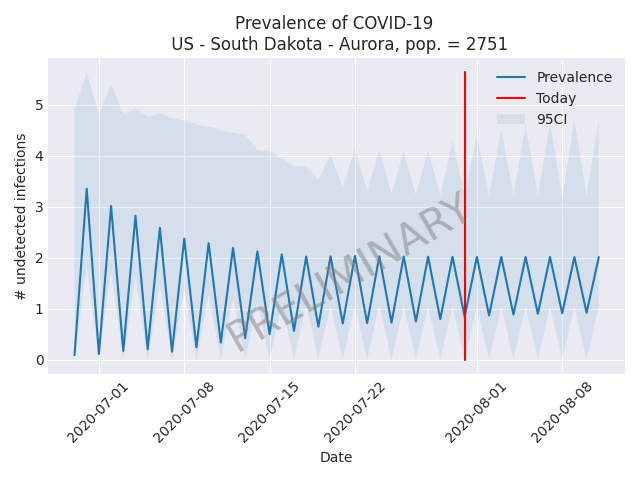 Prevalence of COVID-19
US - South Dakota - Aurora, pop. = 2751
# undetected infections
5
4
3
2
1
0
Prevalence
Today
95CI
PRELIMINARY
2020-07-01
2020-07-08
2020-07-15
2020-07-22
2020-08-01
2020-08-08
Date